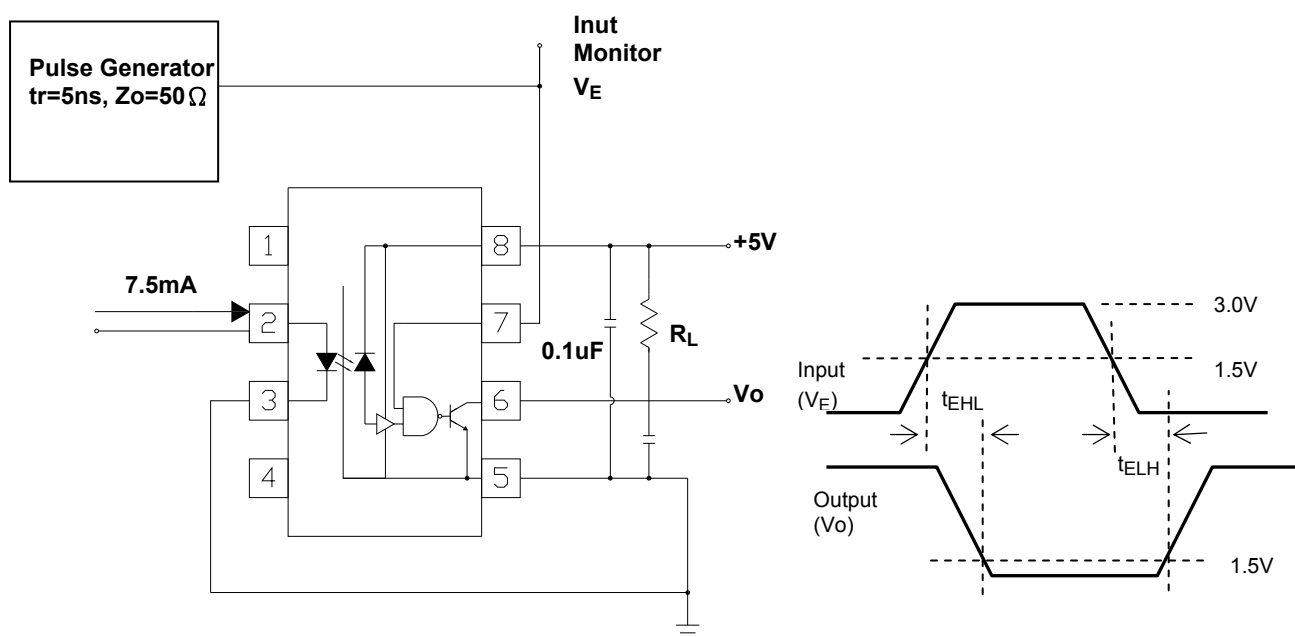 Pulse Generator
tr=5ns, Zo=50Ω
Inut
Monitor
VE
1
8
+5V
7.5mA
2
7
0.1uF
RL
3
6
Vo
4
5
3.0V
Input
(VE)
1.5V
tEHL
tELH
Output
(Vo)
1.5V